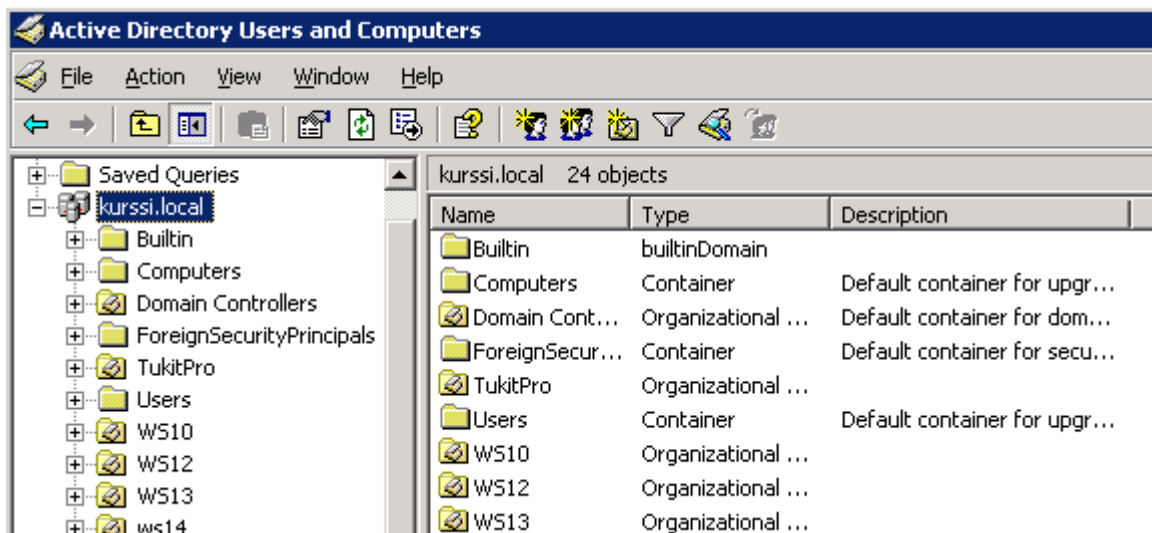 Active Directory Users and Computers
File Action View Window Help
Saved Queries
kurssi.local
Builtin
Computers
Domain Controllers
ForeignSecurityPrincipals
TukitPro
Users
WS10
WS12
WS13
ws14
kurssi.local 24 objects
Name Type Description
Builtin builtinDomain
Computers Container Default container for upgr...
Domain Cont... Organizational ... Default container for dom...
ForeignSecur... Container Default container for secu...
TukitPro Organizational ...
Users Container Default container for upgr...
WS10 Organizational ...
WS12 Organizational ...
WS13 Organizational ...